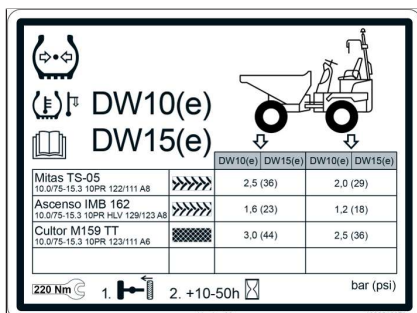 DW10(e)
DW15(e)
DW10(e) DW15(e) DW10(e) DW15(e)
Mitas TS-05
10.0/75-15.3 10PR 122/111 A8
2,5 (36) 2,0 (29)
Ascenso IMB 162
10.0/75-15.3 10PR HLV 129/123 A8
1,6 (23) 1,2 (18)
Cultor M159 TT
10.0/75-15.3 10PR 123/111 A6
3,0 (44) 2,5 (36)
220 Nm 1. 2. +10-50h bar (psi)